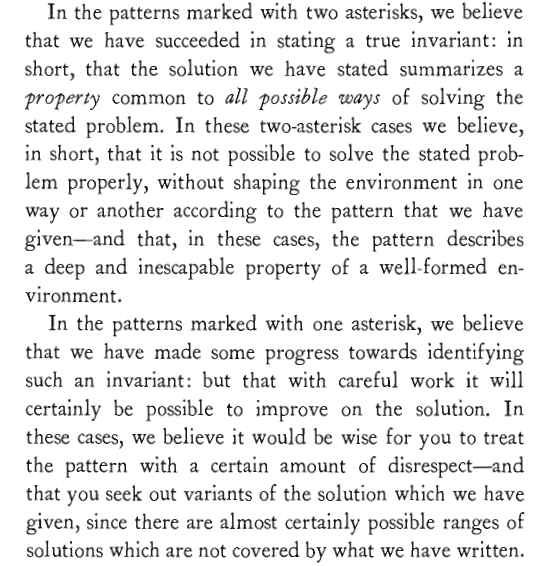 In the patterns marked with two asterisks, we believe
that we have succeeded in stating a true invariant: in
short, that the solution we have stated summarizes a
property common to all possible ways of solving the
stated problem. In these two-asterisk cases we believe,
in short, that it is not possible to solve the stated prob-
lem properly, without shaping the environment in one
way or another according to the pattern that we have
given—and that, in these cases, the pattern describes
a deep and inescapable property of a well-formed en-
vironment.
In the patterns marked with one asterisk, we believe
that we have made some progress towards identifying
such an invariant: but that with careful work it will
certainly be possible to improve on the solution. In
these cases, we believe it would be wise for you to treat
the pattern with a certain amount of disrespect—and
that you seek out variants of the solution which we have
given, since there are almost certainly possible ranges of
solutions which are not covered by what we have written.